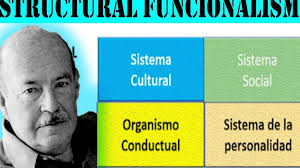 STRUCTURAL FUNCIONALISM
Sistema
Cultural
Sistema
Social
Organismo
Conductual
Sistema de la
personalidad